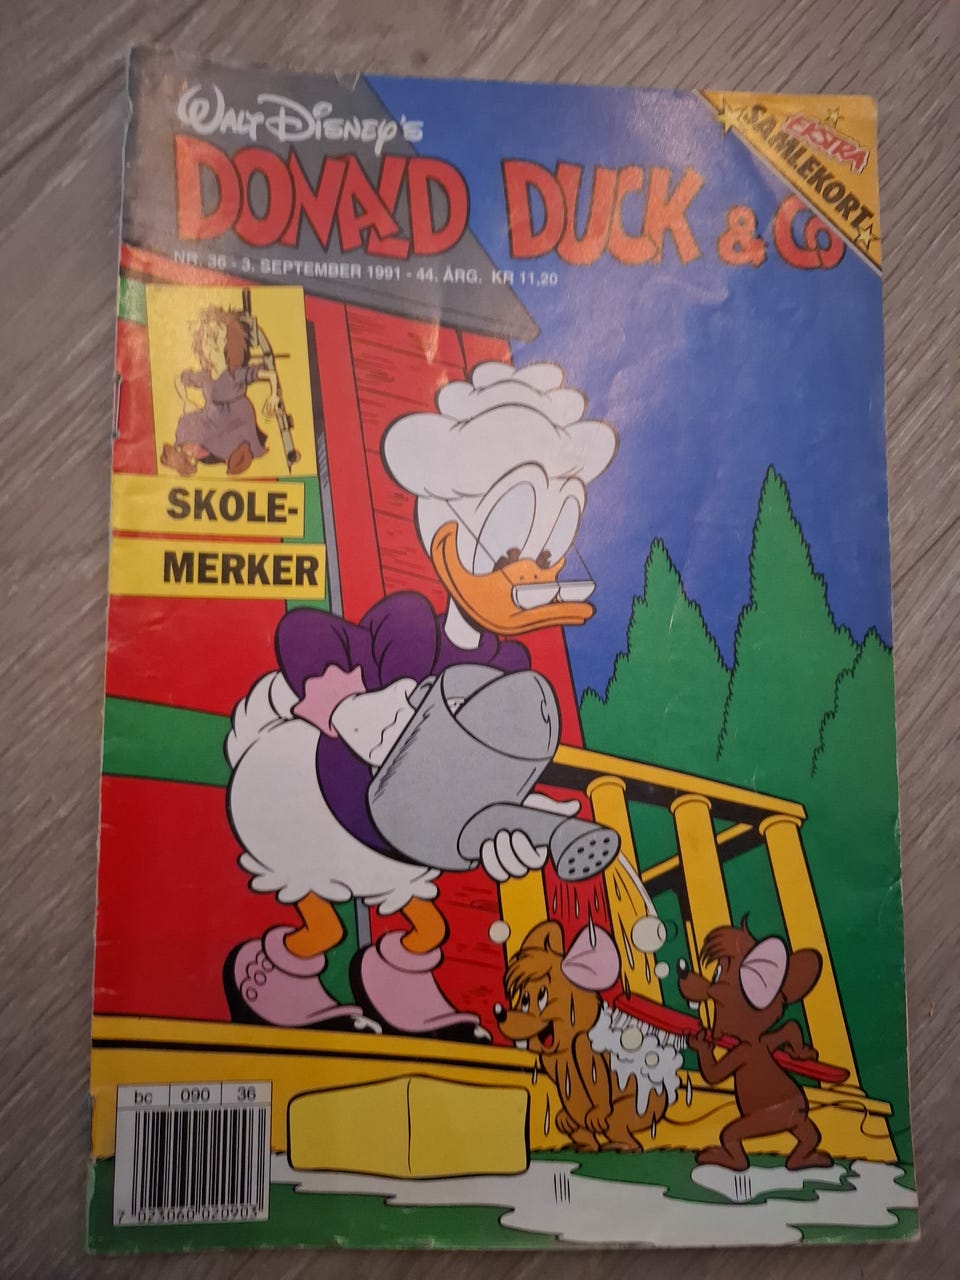 Walt Disney's
DONALD DUCK & Co
NR. 36 - 3. SEPTEMBER 1991 - 44. ÅRG. KR 11,20
EKSTRA
SAMLEKORT
SKOLE-
MERKER
bc 090 36
7 023060 020903